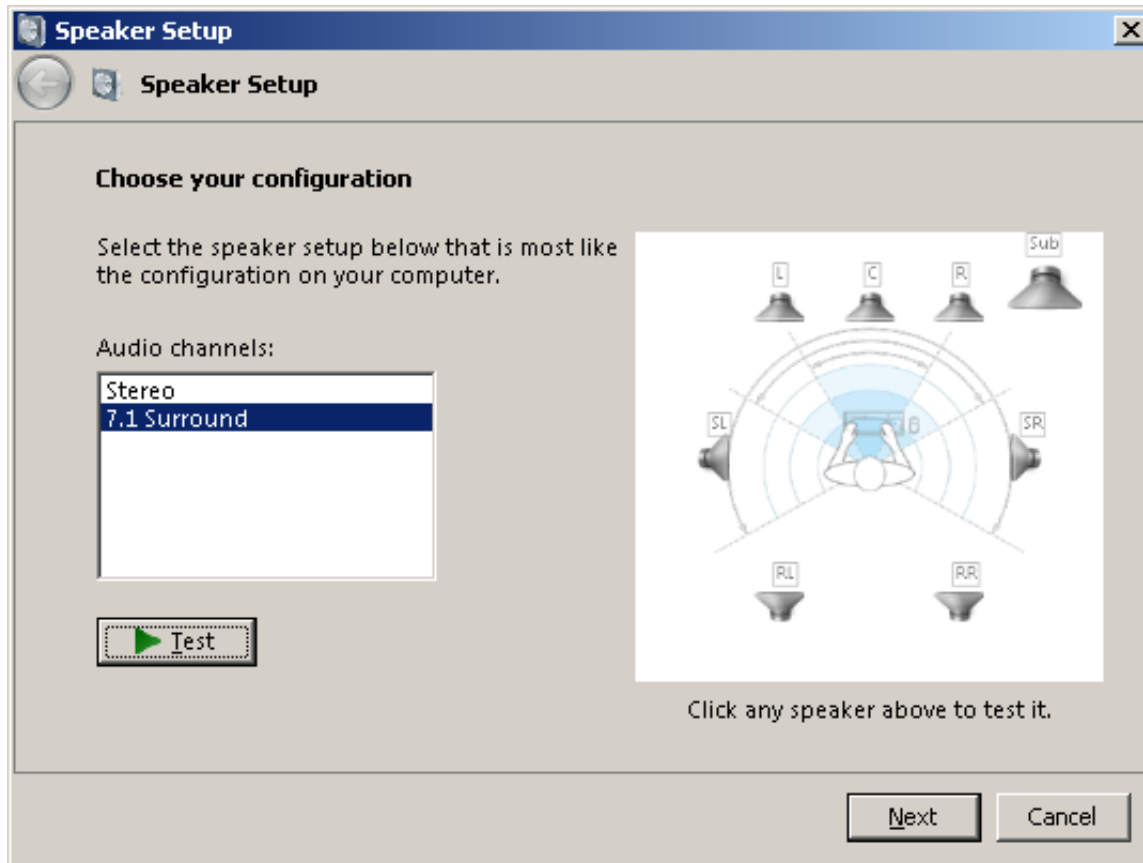 Speaker Setup
Speaker Setup
Choose your configuration
Select the speaker setup below that is most like
the configuration on your computer.
Audio channels:
Stereo
7.1 Surround
Test
Sub
L C R
SL SR
RL RR
Click any speaker above to test it.
Next Cancel